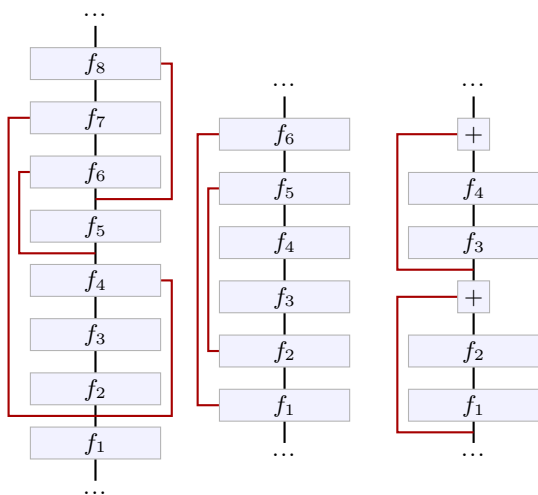 ...
f₈
f₇
f₆
f₅
f₄
f₃
f₂
f₁
...
...
f₆
f₅
f₄
f₃
f₂
f₁
...
...
+
f₄
f₃
+
f₂
f₁
...